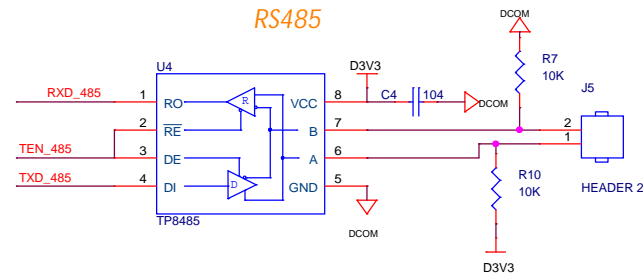 RS485
DCOM
U4
D3V3
R7
10K
J5
RXD_485
1
RO
R
VCC
8
C4
104
DCOM
2
RE
B
7
2
1
TEN_485
3
DE
A
6
TXD_485
4
DI
D
GND
5
R10
10K
HEADER 2
TP8485
DCOM
D3V3